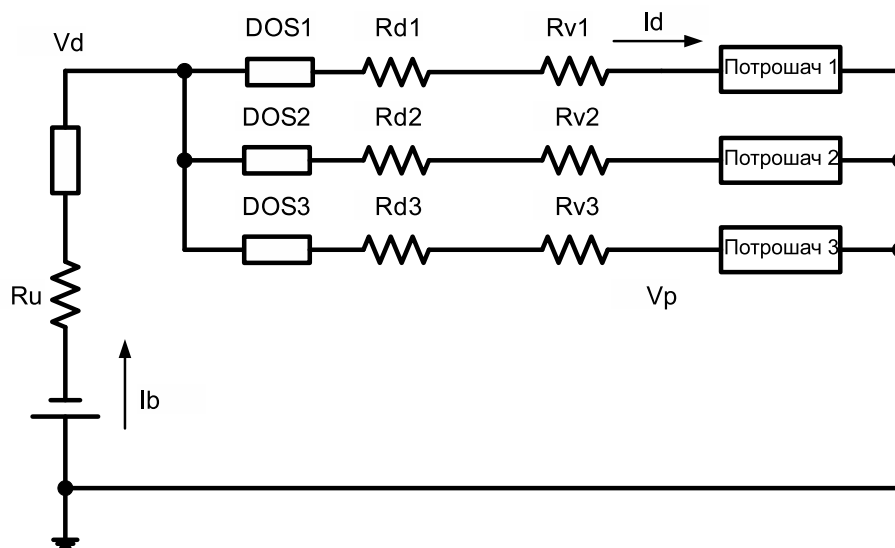 Vd
DOS1
Rd1
Rv1
Id
Потрошач 1
DOS2
Rd2
Rv2
Потрошач 2
DOS3
Rd3
Rv3
Потрошач 3
Ru
Vp
Ib